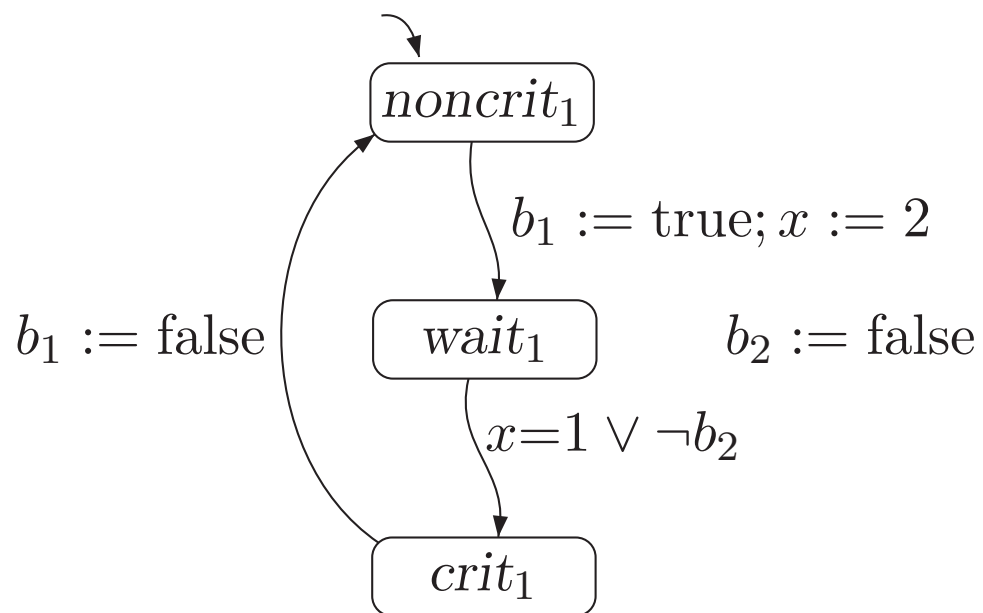 noncrit₁
b₁ := true; x := 2
b₁ := false
wait₁
b₂ := false
x=1 ∨ ¬b₂
crit₁